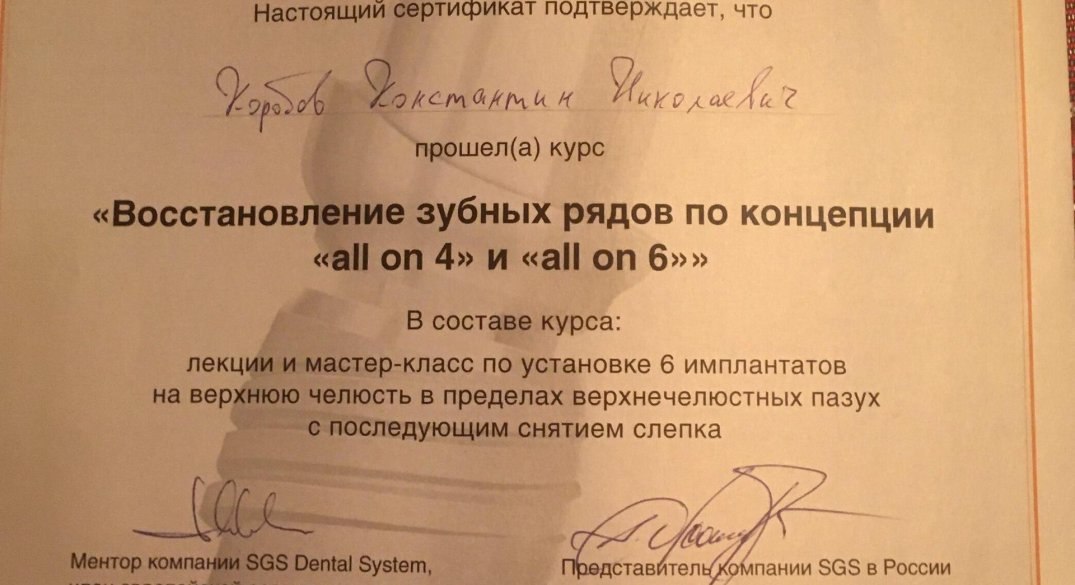 Настоящий сертификат подтверждает, что
Коробов Константин Николаевич
прошел(а) курс
«Восстановление зубных рядов по концепции
«all on 4» и «all on 6»»
В составе курса:
лекции и мастер-класс по установке 6 имплантатов
на верхнюю челюсть в пределах верхнечелюстных пазух
с последующим снятием слепка
Ментор компании SGS Dental System,
Представитель компании SGS в России